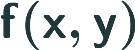 f(x, y)